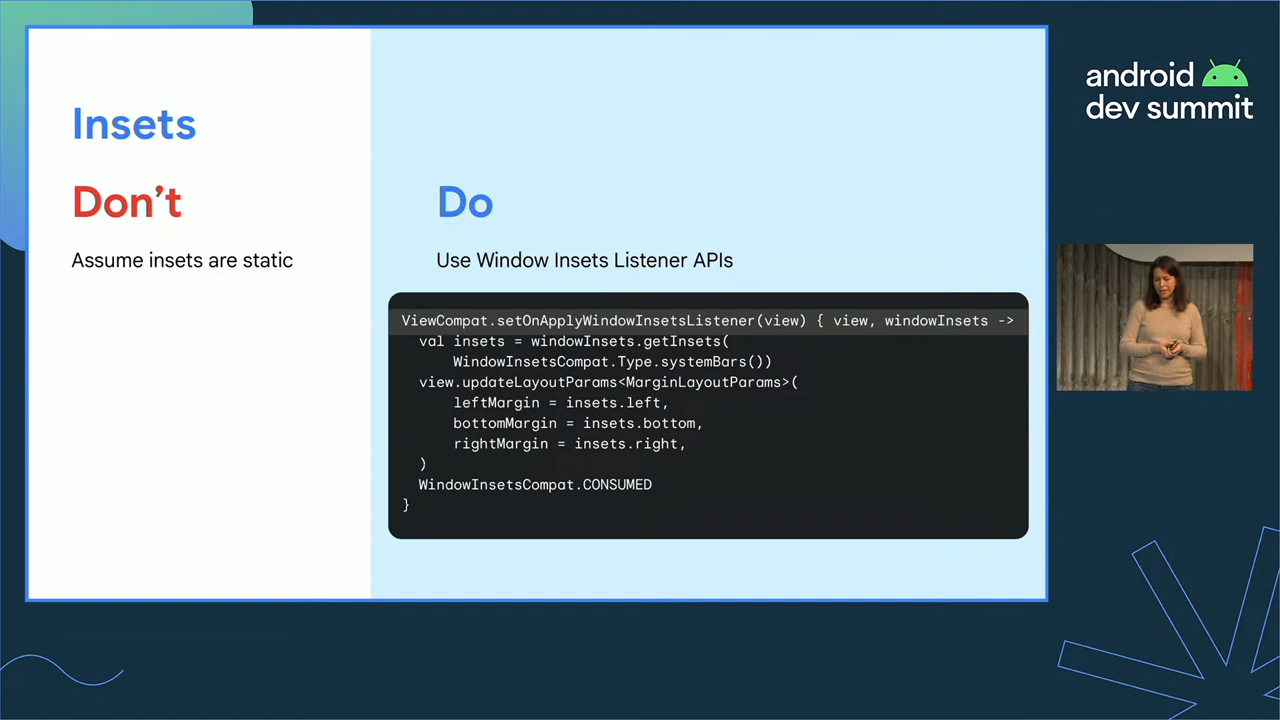 Insets
Don’t
Assume insets are static
Do
Use Window Insets Listener APIs
ViewCompat.setOnApplyWindowInsetsListener(view) { view, windowInsets ->
  val insets = windowInsets.getInsets(
      WindowInsetsCompat.Type.systemBars())
  view.updateLayoutParams<MarginLayoutParams>(
      leftMargin = insets.left,
      bottomMargin = insets.bottom,
      rightMargin = insets.right,
  )
  WindowInsetsCompat.CONSUMED
}
android
dev summit